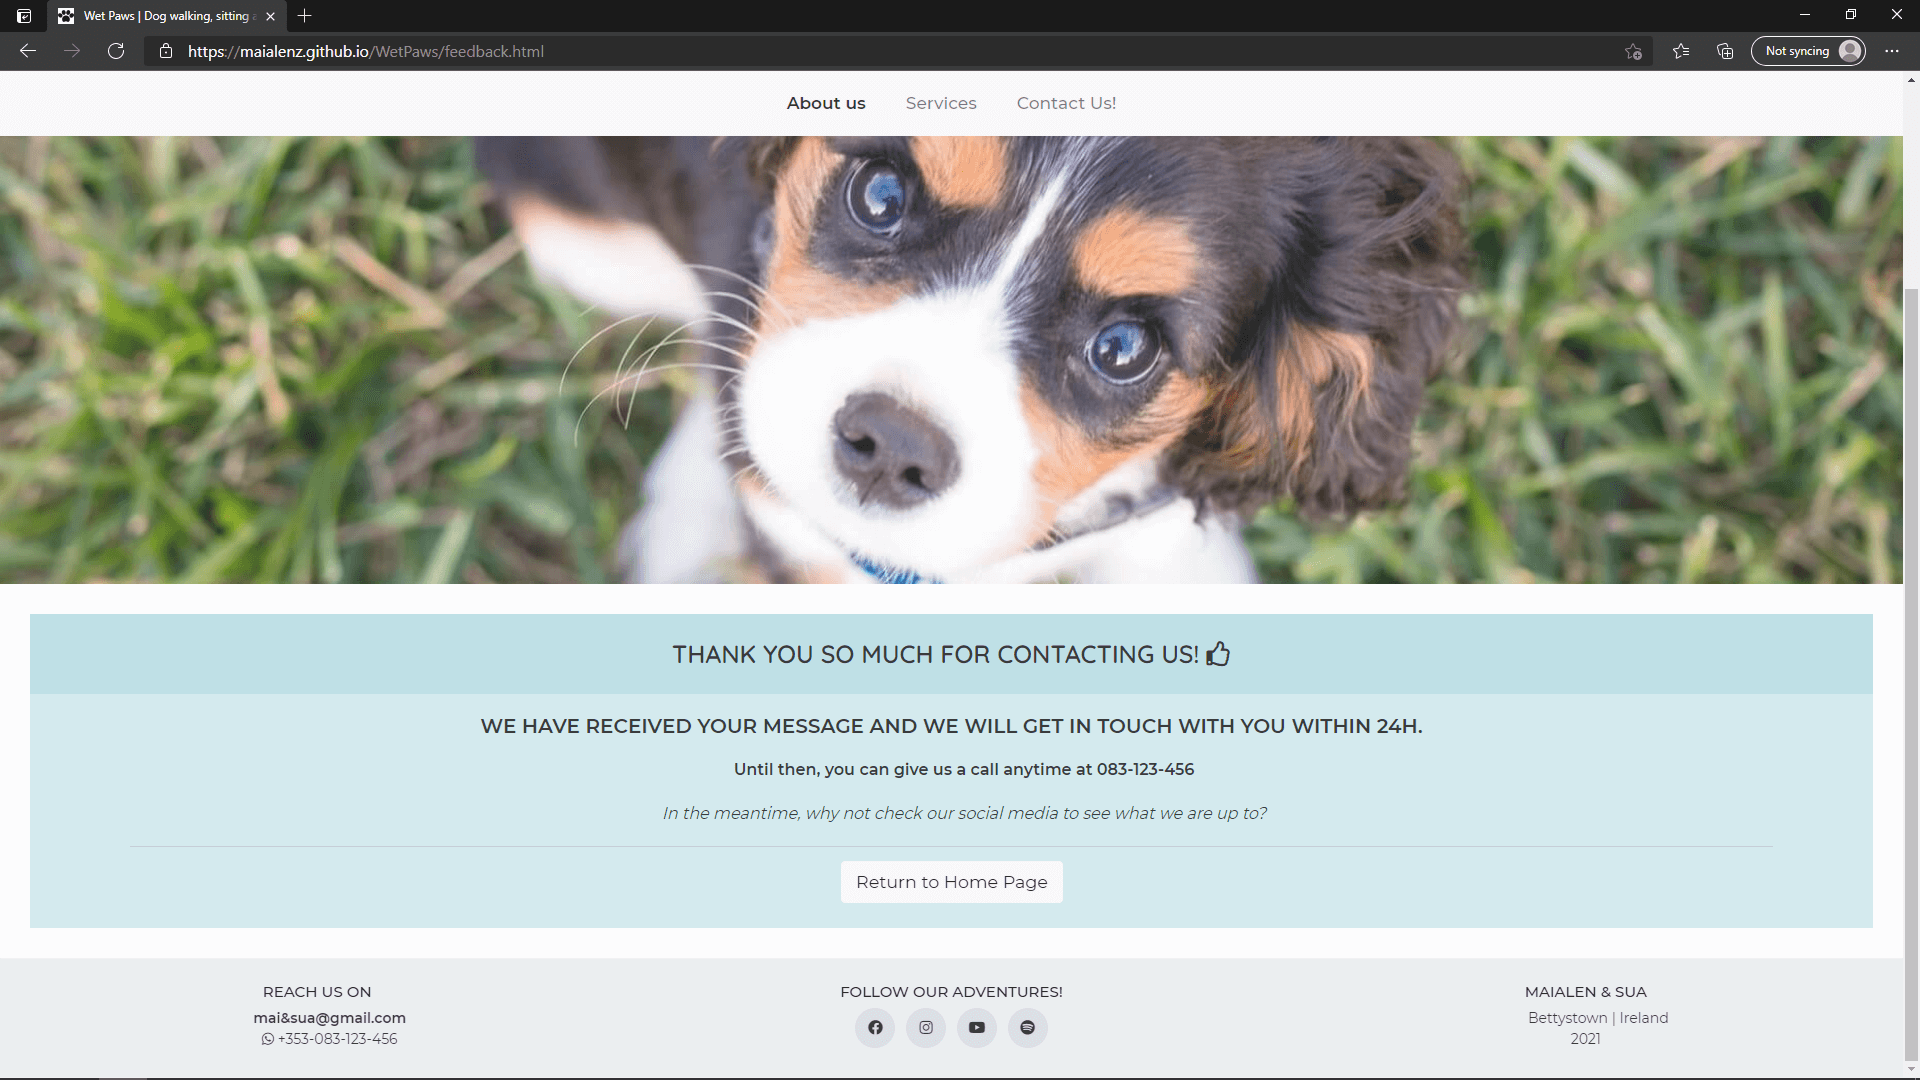 Wet Paws | Dog walking, sitting
https://maialenz.github.io/WetPaws/feedback.html
Not syncing
About us
Services
Contact Us!
THANK YOU SO MUCH FOR CONTACTING US!
WE HAVE RECEIVED YOUR MESSAGE AND WE WILL GET IN TOUCH WITH YOU WITHIN 24H.
Until then, you can give us a call anytime at 083-123-456
In the meantime, why not check our social media to see what we are up to?
Return to Home Page
REACH US ON
mai&sua@gmail.com
+353-083-123-456
FOLLOW OUR ADVENTURES!
MAIALEN & SUA
Bettystown | Ireland
2021